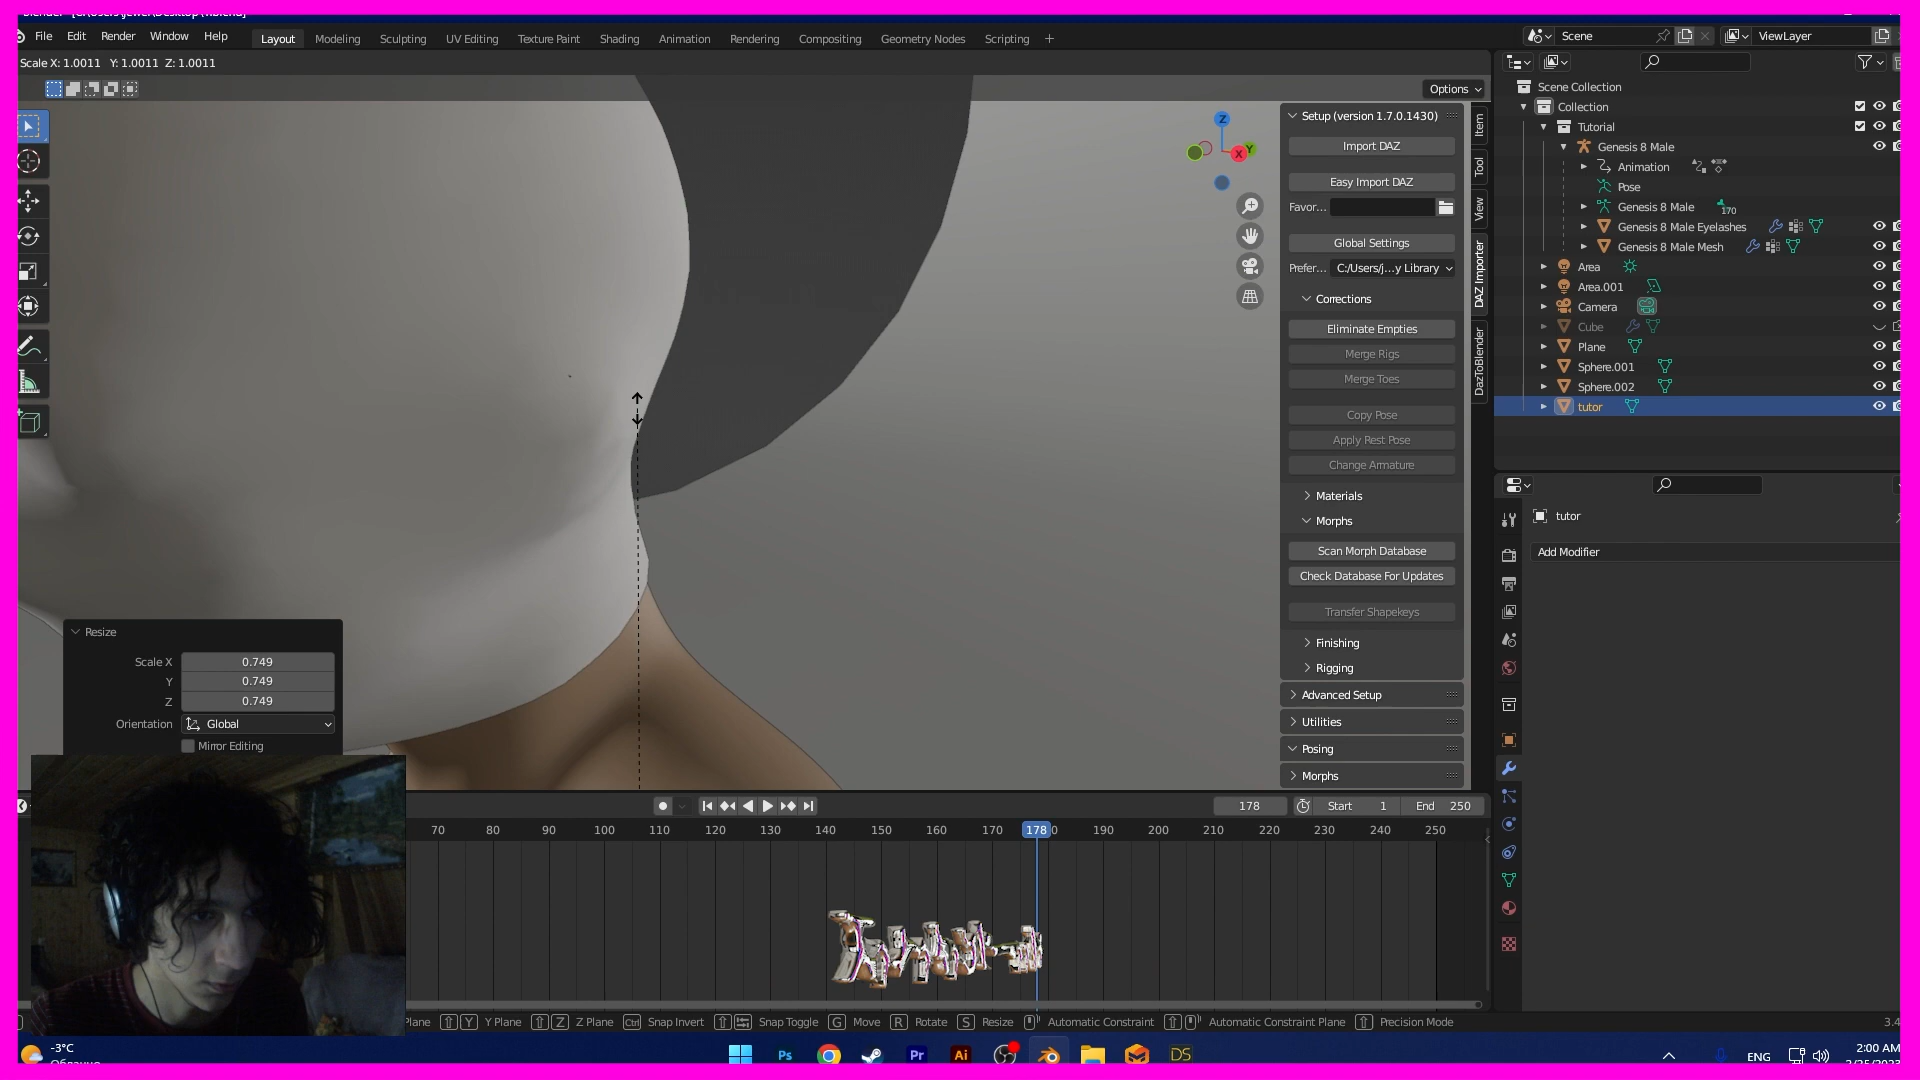 File Edit Render Window Help Layout Modeling Sculpting UV Editing Texture Paint Shading Animation Rendering Compositing Geometry Nodes Scripting + Scene ViewLayer
Scale X: 1.0011 Y: 1.0011 Z: 1.0011
Options
Z
X
Y
Setup (version 1.7.0.1430)
Import DAZ
Easy Import DAZ
Favor...
Global Settings
Prefer... C:/Users/j...y Library
Corrections
Eliminate Empties
Merge Rigs
Merge Toes
Copy Pose
Apply Rest Pose
Change Armature
Materials
Morphs
Scan Morph Database
Check Database For Updates
Transfer Shapekeys
Finishing
Rigging
Advanced Setup
Utilities
Posing
Morphs
Item
Tool
View
DAZ Importer
DazToBlender
Scene Collection
Collection
Tutorial
Genesis 8 Male
Animation
Pose
Genesis 8 Male 170
Genesis 8 Male Eyelashes
Genesis 8 Male Mesh
Area
Area.001
Camera
Cube
Plane
Sphere.001
Sphere.002
tutor
tutor
Add Modifier
Resize
Scale X 0.749
Y 0.749
Z 0.749
Orientation Global
Mirror Editing
178 Start 1 End 250
70 80 90 100 110 120 130 140 150 160 170 178 190 200 210 220 230 240 250
Plane Y Y Plane Z Z Plane Ctrl Snap Invert Snap Toggle G Move R Rotate S Resize Automatic Constraint Automatic Constraint Plane Precision Mode 3.4
-3°C
Ps Pr Ai DS
ENG
2:00 AM